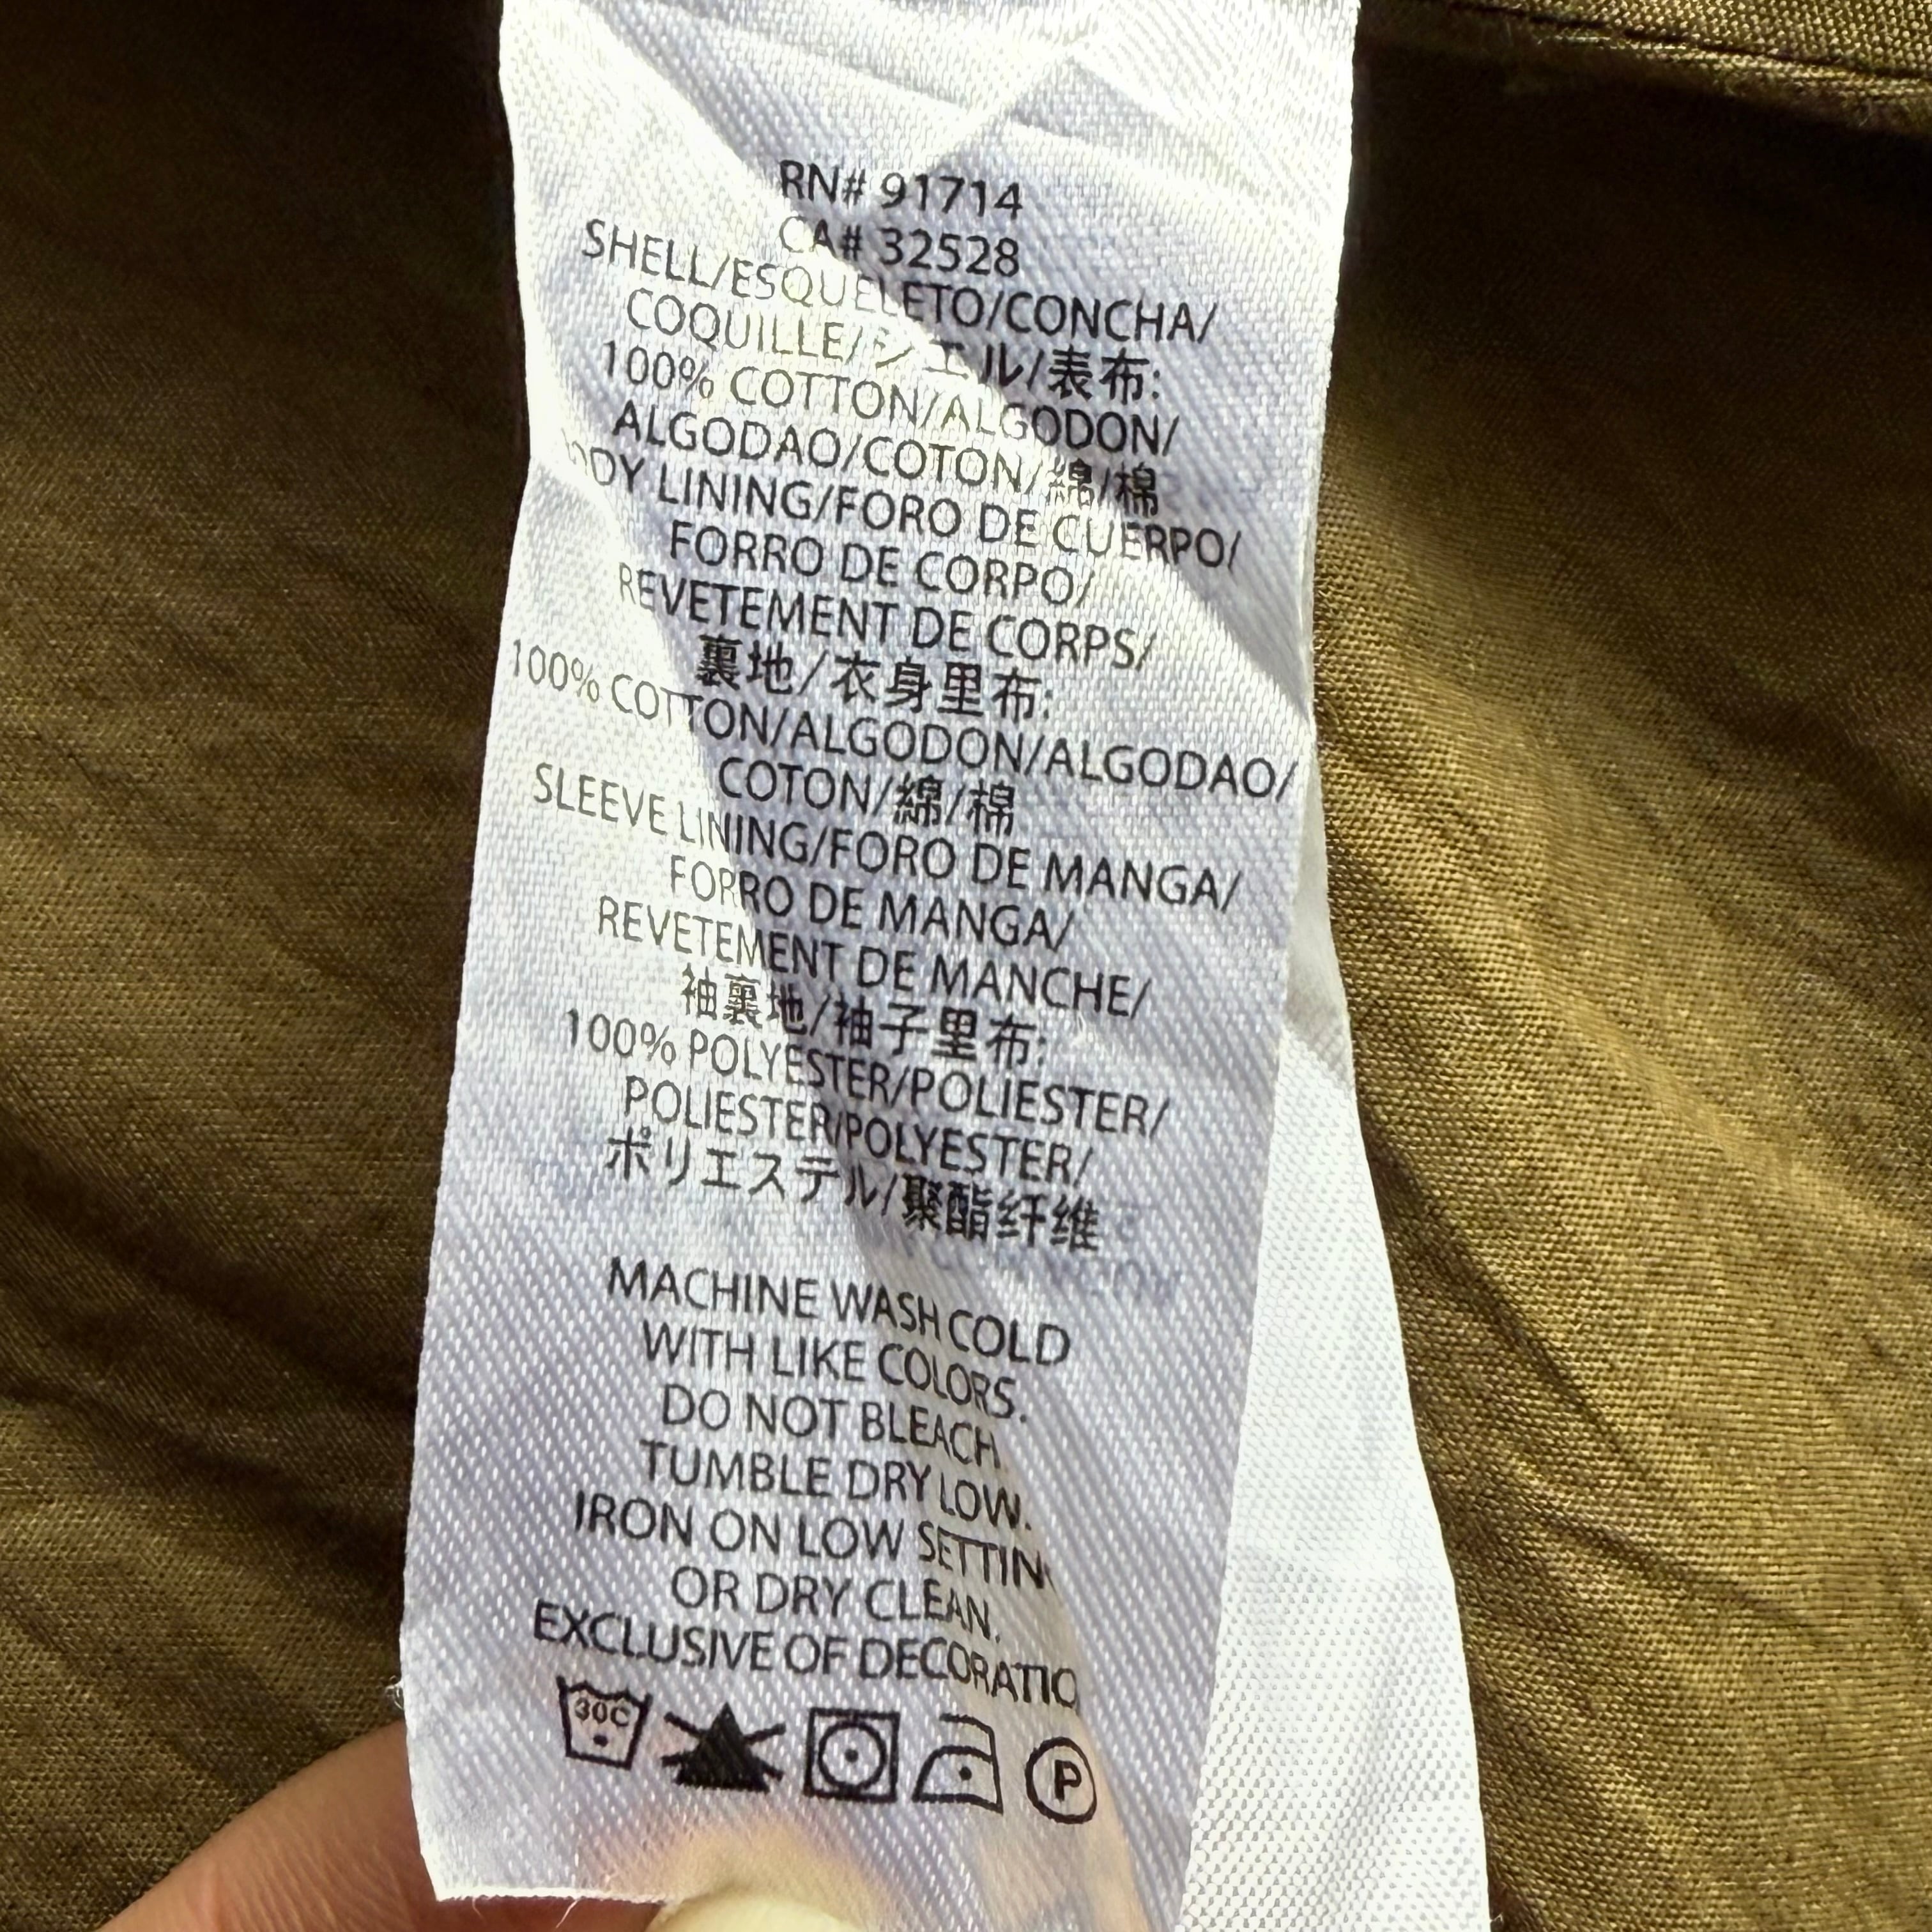 RN# 91714
CA# 32528
SHELL/ESQUELETO/CONCHA/
COQUILLE/シエル/表布:
100% COTTON/ALGODON/
ALGODAO/COTON/綿/棉
LINING/FORO DE CUERPO/
FORRO DE CORPO/
REVETEMENT DE CORPS/
裏地/衣身里布:
100% COTTON/ALGODON/ALGODAO/
COTON/綿/棉
SLEEVE LINING/FORO DE MANGA/
FORRO DE MANGA/
REVETEMENT DE MANCHE/
袖裏地/袖子里布:
100% POLYESTER/POLIESTER/
POLIESTER/POLYESTER/
ポリエステル/聚酯纤维
MACHINE WASH COLD
WITH LIKE COLORS.
DO NOT BLEACH.
TUMBLE DRY LOW.
IRON ON LOW SETTIN
OR DRY CLEAN.
EXCLUSIVE OF DECORATIO
30C
P